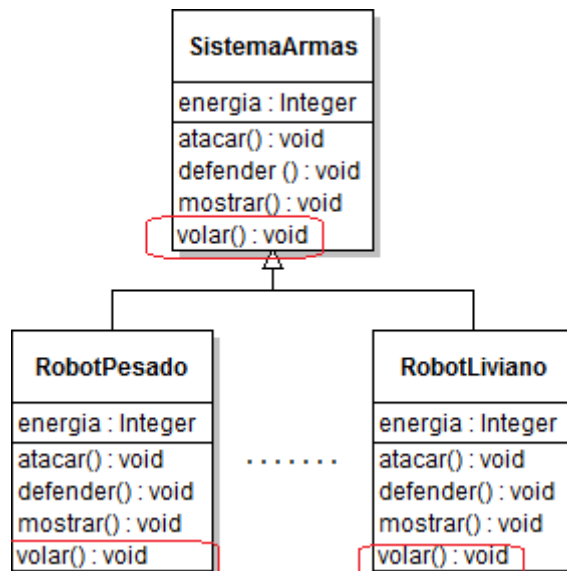 SistemaArmas
energia : Integer
atacar() : void
defender () : void
mostrar() : void
volar() : void
RobotPesado
energia : Integer
atacar() : void
defender() : void
mostrar() : void
volar() : void
.......
RobotLiviano
energia : Integer
atacar() : void
defender() : void
mostrar() : void
volar() : void